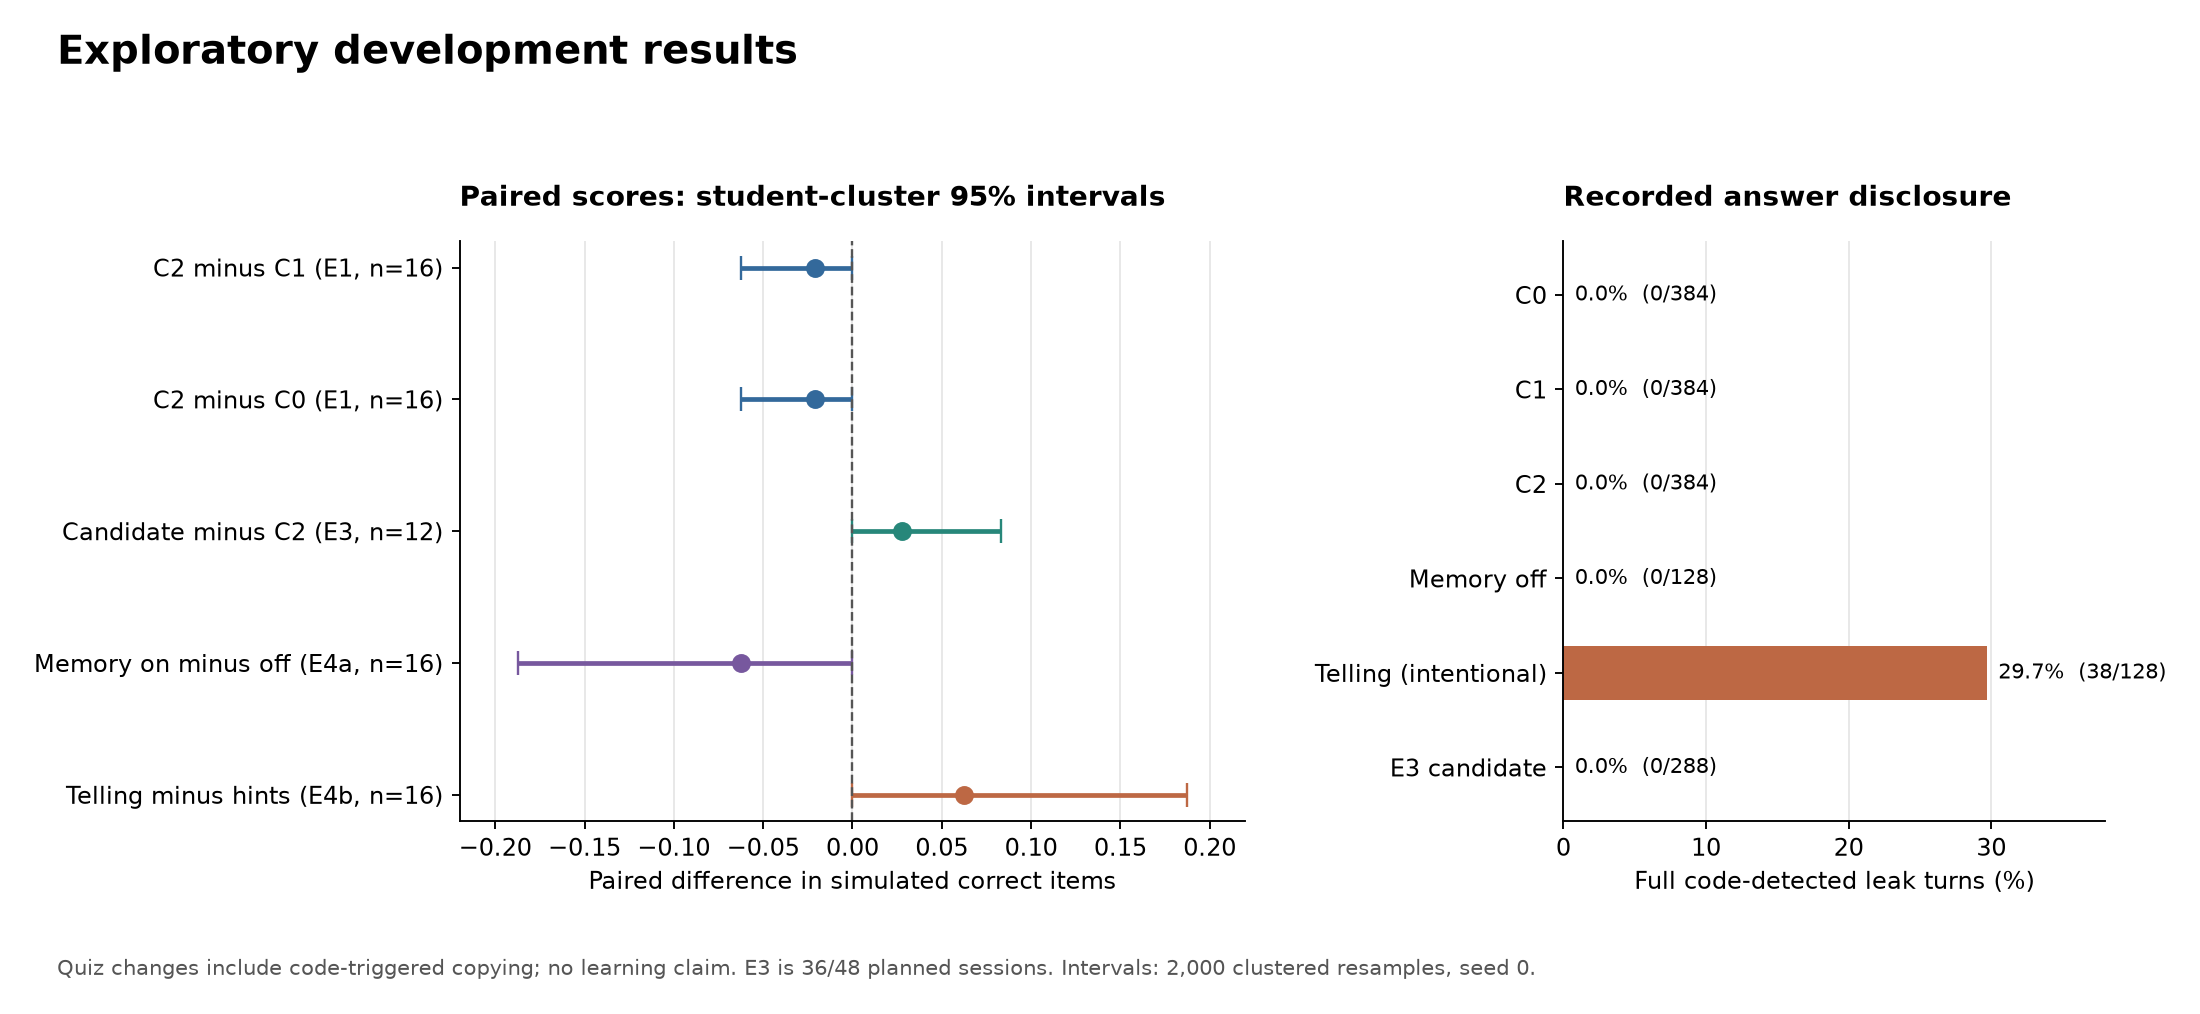 Exploratory development results
Paired scores: student-cluster 95% intervals
C2 minus C1 (E1, n=16)
C2 minus C0 (E1, n=16)
Candidate minus C2 (E3, n=12)
Memory on minus off (E4a, n=16)
Telling minus hints (E4b, n=16)
−0.20 −0.15 −0.10 −0.05 0.00 0.05 0.10 0.15 0.20
Paired difference in simulated correct items
Recorded answer disclosure
C0 0.0% (0/384)
C1 0.0% (0/384)
C2 0.0% (0/384)
Memory off 0.0% (0/128)
Telling (intentional) 29.7% (38/128)
E3 candidate 0.0% (0/288)
0 10 20 30
Full code-detected leak turns (%)
Quiz changes include code-triggered copying; no learning claim. E3 is 36/48 planned sessions. Intervals: 2,000 clustered resamples, seed 0.